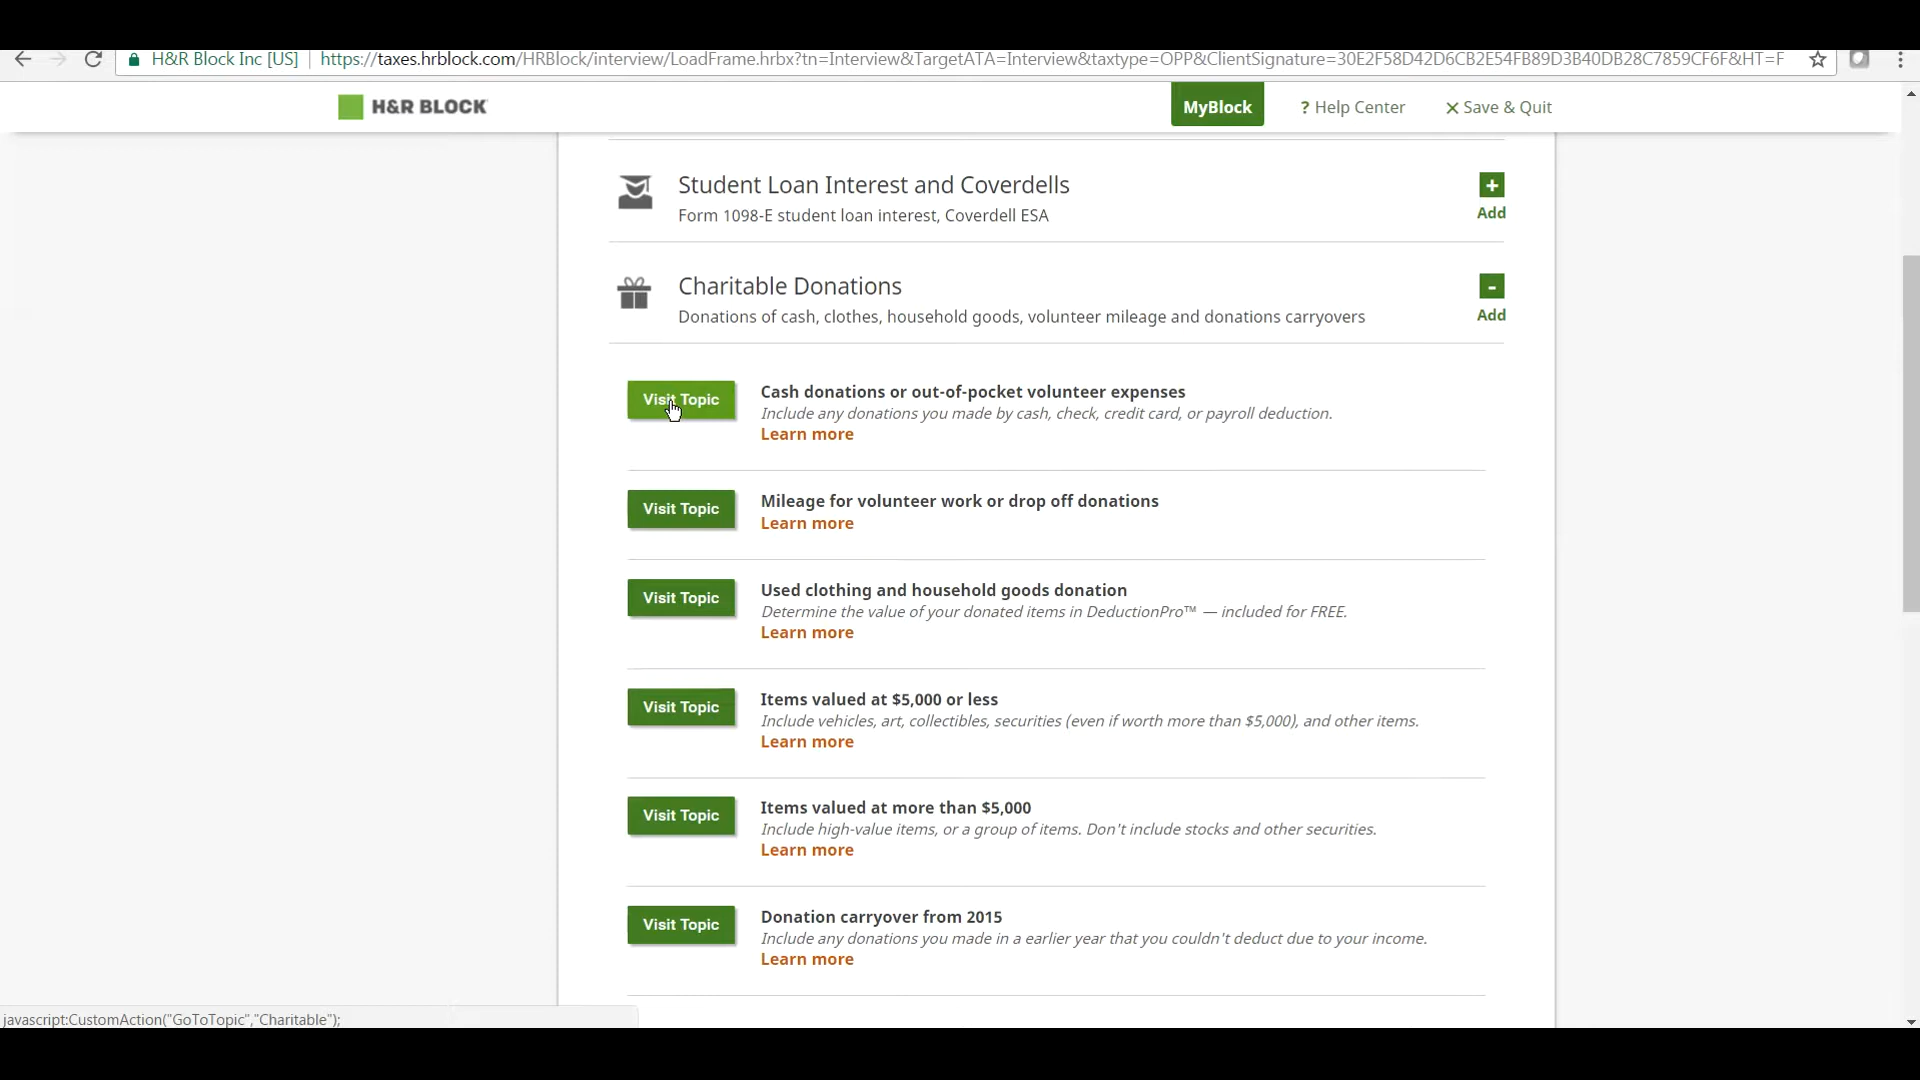 H&R Block Inc [US] | https://taxes.hrblock.com/HRBlock/interview/LoadFrame.hrbx?tn=Interview&TargetATA=Interview&taxtype=OPP&ClientSignature=30E2F58D42D6CB2E54FB89D3B40DB28C7859CF6F&HT=F
H&R BLOCK MyBlock ? Help Center × Save & Quit
Student Loan Interest and Coverdells +
Form 1098-E student loan interest, Coverdell ESA Add
Charitable Donations -
Donations of cash, clothes, household goods, volunteer mileage and donations carryovers Add
Visit Topic Cash donations or out-of-pocket volunteer expenses
Include any donations you made by cash, check, credit card, or payroll deduction.
Learn more
Visit Topic Mileage for volunteer work or drop off donations
Learn more
Visit Topic Used clothing and household goods donation
Determine the value of your donated items in DeductionPro™ — included for FREE.
Learn more
Visit Topic Items valued at $5,000 or less
Include vehicles, art, collectibles, securities (even if worth more than $5,000), and other items.
Learn more
Visit Topic Items valued at more than $5,000
Include high-value items, or a group of items. Don't include stocks and other securities.
Learn more
Visit Topic Donation carryover from 2015
Include any donations you made in a earlier year that you couldn't deduct due to your income.
Learn more
javascript:CustomAction("GoToTopic","Charitable");